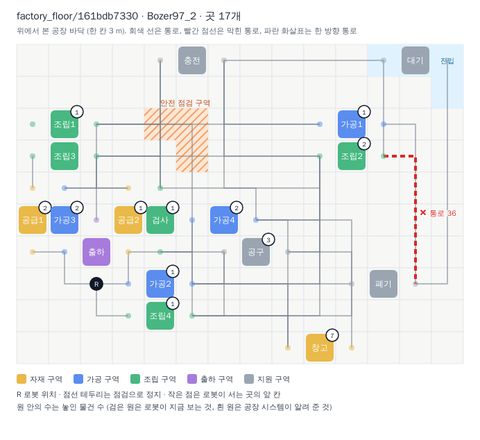 factory_floor/161bdb7330 · Bozer97_2 · 곳 17개
위에서 본 공장 바닥 (한 칸 3 m). 회색 선은 통로, 빨간 점선은 막힌 통로, 파란 화살표는 한 방향 통로
충전
대기
안전 점검 구역
조립1 1
가공1 1
조립3
조립2 2
공급1 2
가공3 2
공급2 1
검사 1
가공4 2
✕ 통로 36
출하
공구 3
R
가공2 1
폐기
조립4 1
창고 7
자재 구역
가공 구역
조립 구역
출하 구역
지원 구역
R 로봇 위치 · 점선 테두리는 점검으로 정지 · 작은 점은 로봇이 서는 곳의 앞 칸
원 안의 수는 놓인 물건 수 (검은 원은 로봇이 지금 보는 것, 흰 원은 공장 시스템이 알려 준 것)